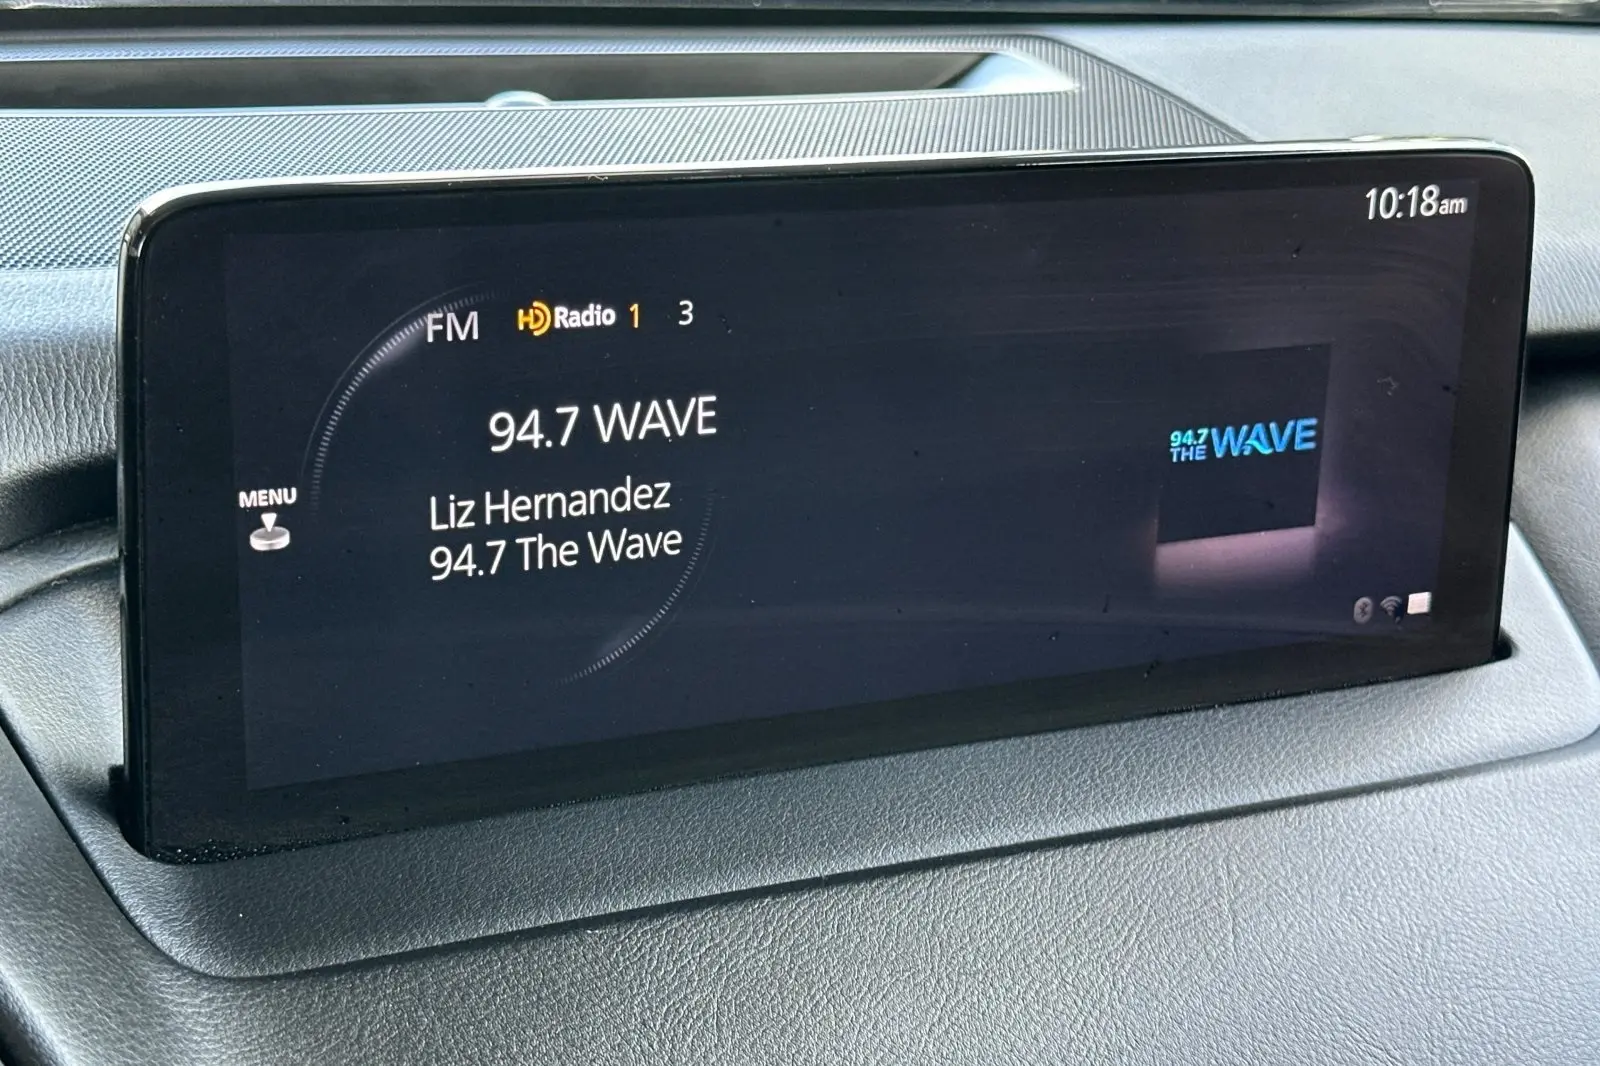 10:18am
FM HD Radio 1 3
94.7 WAVE
MENU
Liz Hernandez
94.7 The Wave
94.7
THE WAVE